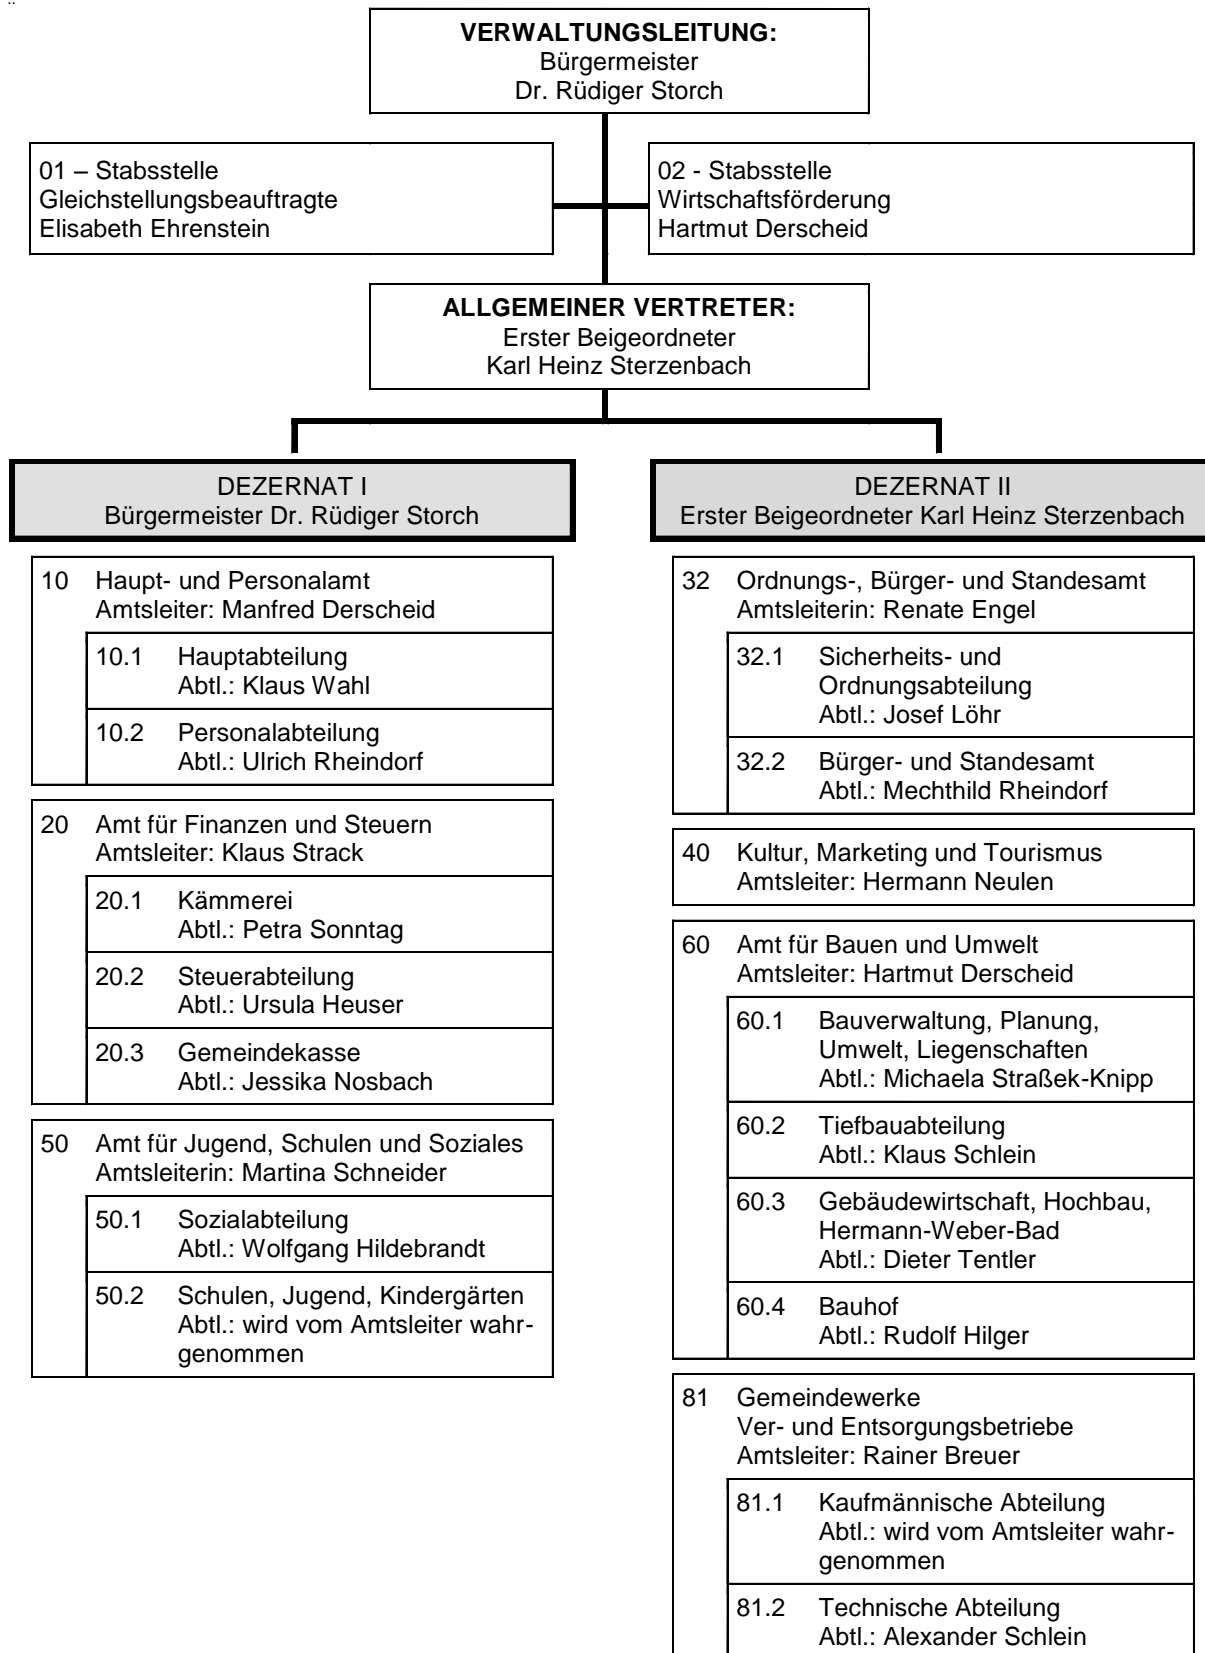 ..
VERWALTUNGSLEITUNG:
Bürgermeister
Dr. Rüdiger Storch
01 – Stabsstelle
Gleichstellungsbeauftragte
Elisabeth Ehrenstein
02 - Stabsstelle
Wirtschaftsförderung
Hartmut Derscheid
ALLGEMEINER VERTRETER:
Erster Beigeordneter
Karl Heinz Sterzenbach
DEZERNAT I
Bürgermeister Dr. Rüdiger Storch
10 Haupt- und Personalamt
Amtsleiter: Manfred Derscheid
10.1 Hauptabteilung
Abtl.: Klaus Wahl
10.2 Personalabteilung
Abtl.: Ulrich Rheindorf
20 Amt für Finanzen und Steuern
Amtsleiter: Klaus Strack
20.1 Kämmerei
Abtl.: Petra Sonntag
20.2 Steuerabteilung
Abtl.: Ursula Heuser
20.3 Gemeindekasse
Abtl.: Jessika Nosbach
50 Amt für Jugend, Schulen und Soziales
Amtsleiterin: Martina Schneider
50.1 Sozialabteilung
Abtl.: Wolfgang Hildebrandt
50.2 Schulen, Jugend, Kindergärten
Abtl.: wird vom Amtsleiter wahr-
genommen
DEZERNAT II
Erster Beigeordneter Karl Heinz Sterzenbach
32 Ordnungs-, Bürger- und Standesamt
Amtsleiterin: Renate Engel
32.1 Sicherheits- und
Ordnungsabteilung
Abtl.: Josef Löhr
32.2 Bürger- und Standesamt
Abtl.: Mechthild Rheindorf
40 Kultur, Marketing und Tourismus
Amtsleiter: Hermann Neulen
60 Amt für Bauen und Umwelt
Amtsleiter: Hartmut Derscheid
60.1 Bauverwaltung, Planung,
Umwelt, Liegenschaften
Abtl.: Michaela Straßek-Knipp
60.2 Tiefbauabteilung
Abtl.: Klaus Schlein
60.3 Gebäudewirtschaft, Hochbau,
Hermann-Weber-Bad
Abtl.: Dieter Tentler
60.4 Bauhof
Abtl.: Rudolf Hilger
81 Gemeindewerke
Ver- und Entsorgungsbetriebe
Amtsleiter: Rainer Breuer
81.1 Kaufmännische Abteilung
Abtl.: wird vom Amtsleiter wahr-
genommen
81.2 Technische Abteilung
Abtl.: Alexander Schlein